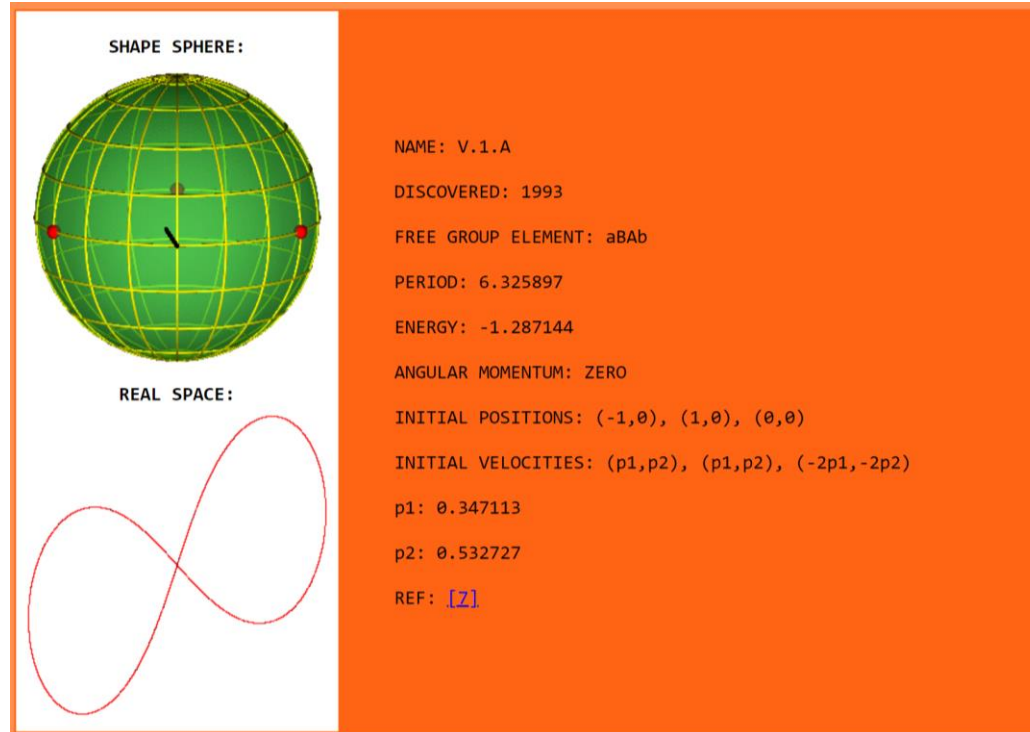 SHAPE SPHERE:
REAL SPACE:
NAME: V.1.A
DISCOVERED: 1993
FREE GROUP ELEMENT: aBAb
PERIOD: 6.325897
ENERGY: -1.287144
ANGULAR MOMENTUM: ZERO
INITIAL POSITIONS: (-1,0), (1,0), (0,0)
INITIAL VELOCITIES: (p1,p2), (p1,p2), (-2p1,-2p2)
p1: 0.347113
p2: 0.532727
REF: [7]